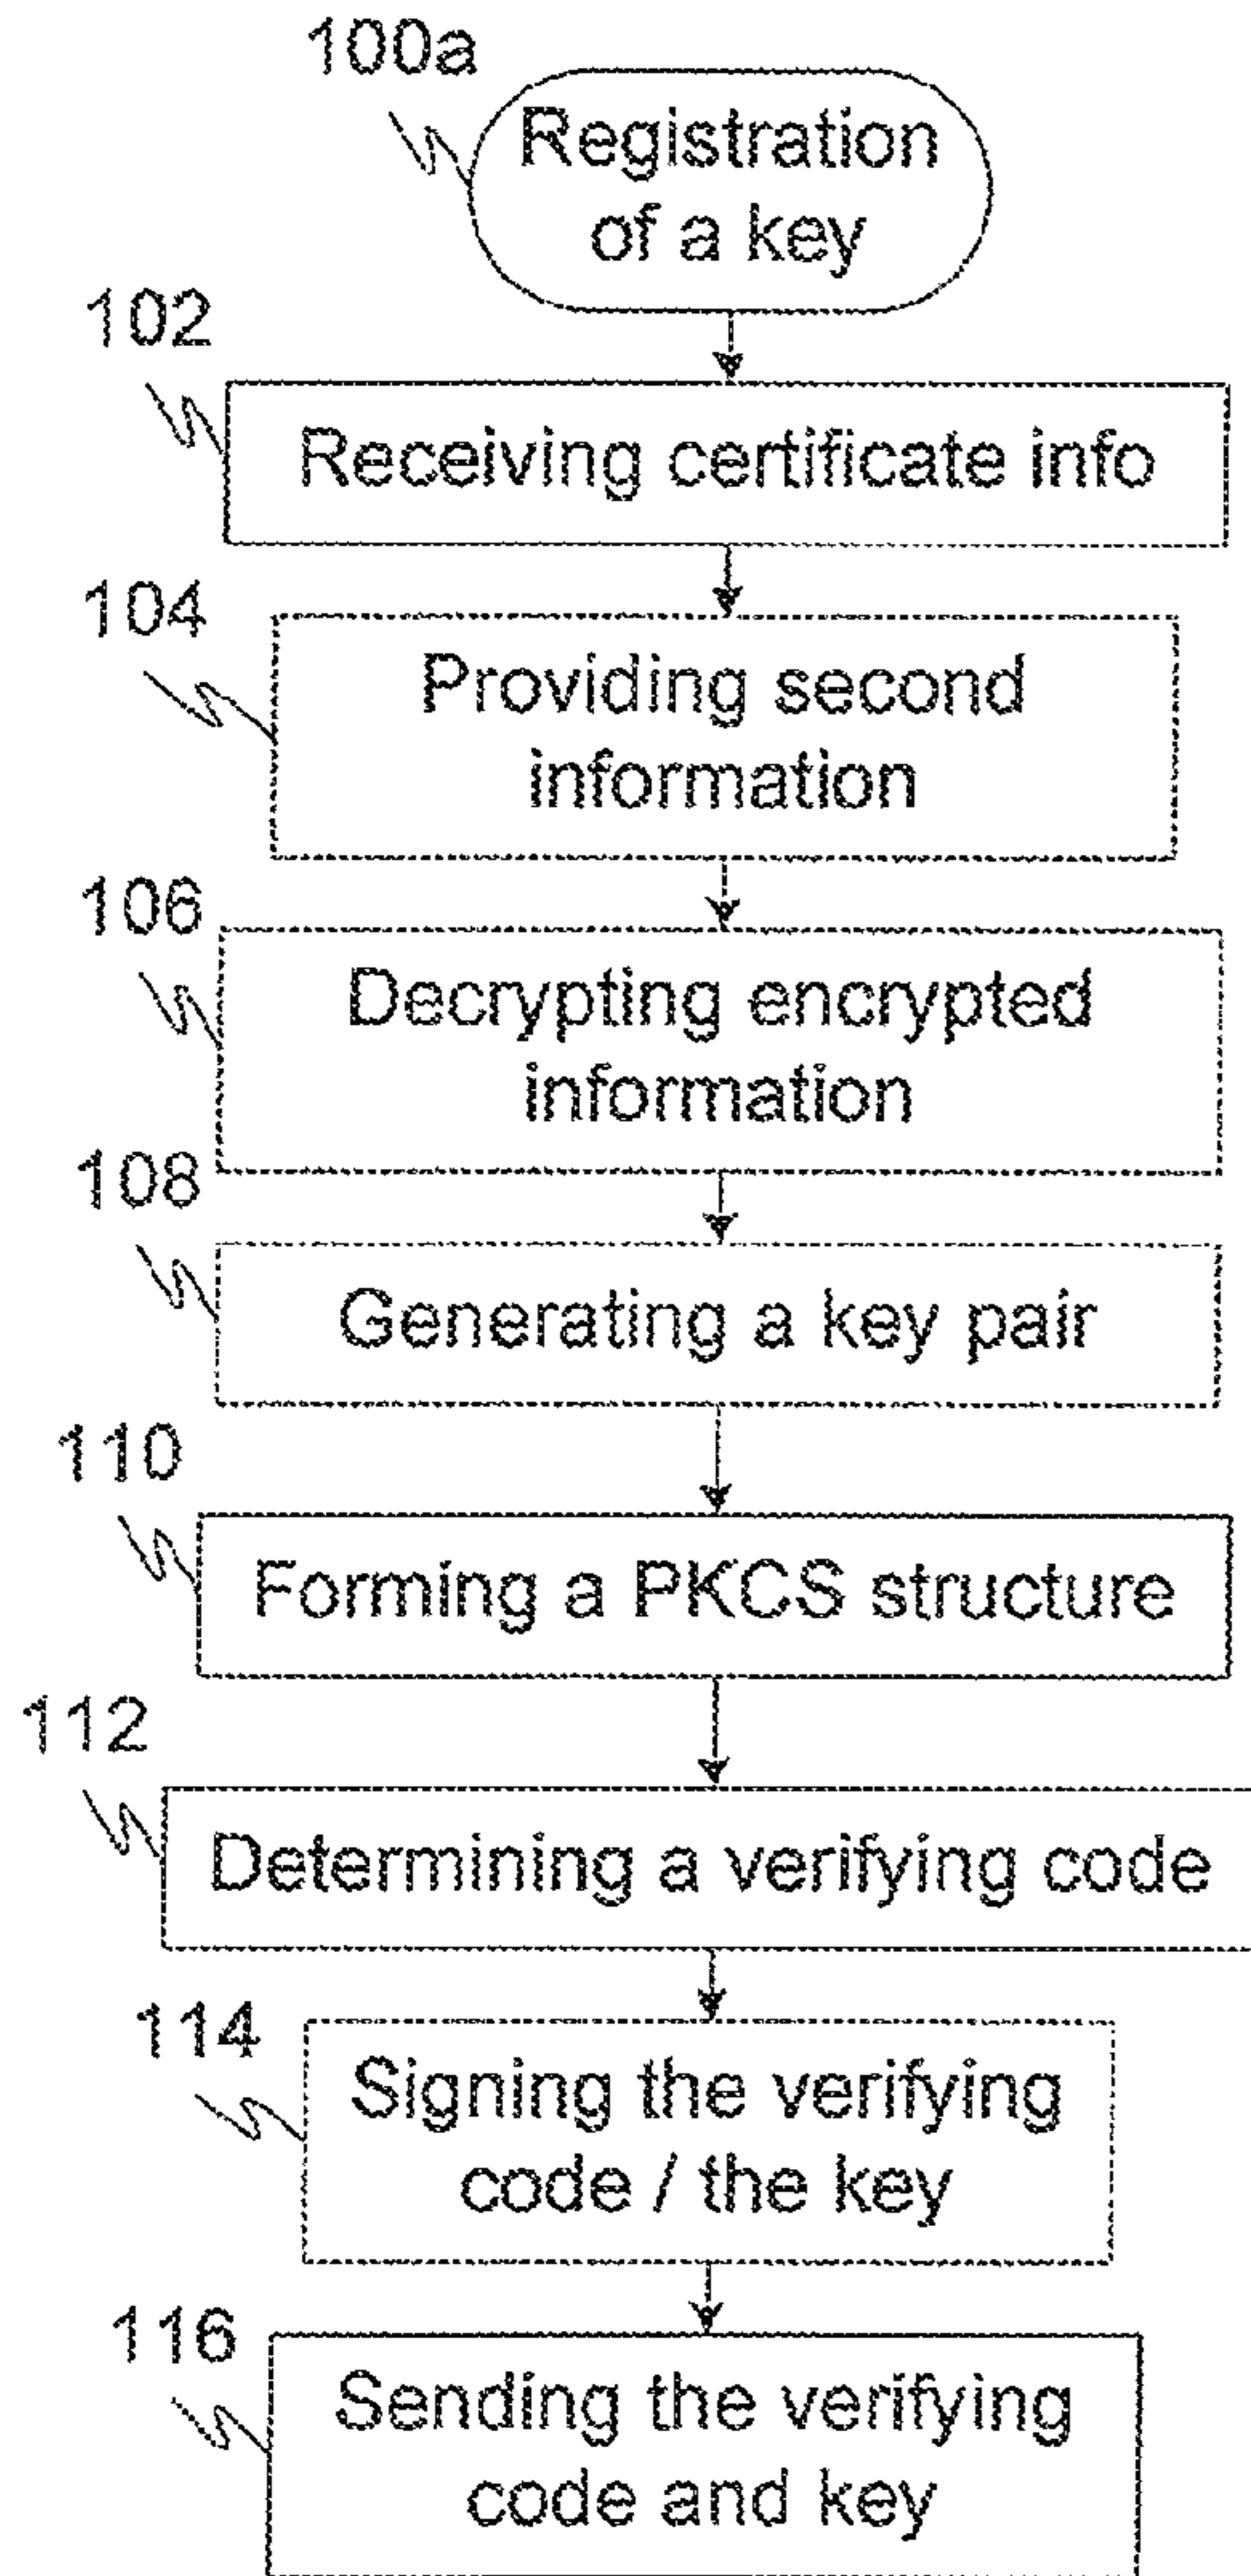 100a
Registration
of a key
102
Receiving certificate info
104
Providing second
information
106
Decrypting encrypted
information
108
Generating a key pair
110
Forming a PKCS structure
112
Determining a verifying code
114
Signing the verifying
code / the key
116
Sending the verifying
code and key